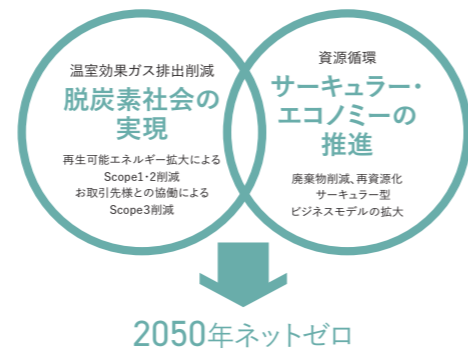 温室効果ガス排出削減
脱炭素社会の
実現
再生可能エネルギー拡大による
Scope1・2削減
お取引先様との協働による
Scope3削減
資源循環
サーキュラー・
エコノミーの
推進
廃棄物削減、再資源化
サーキュラー型
ビジネスモデルの拡大
2050年ネットゼロ